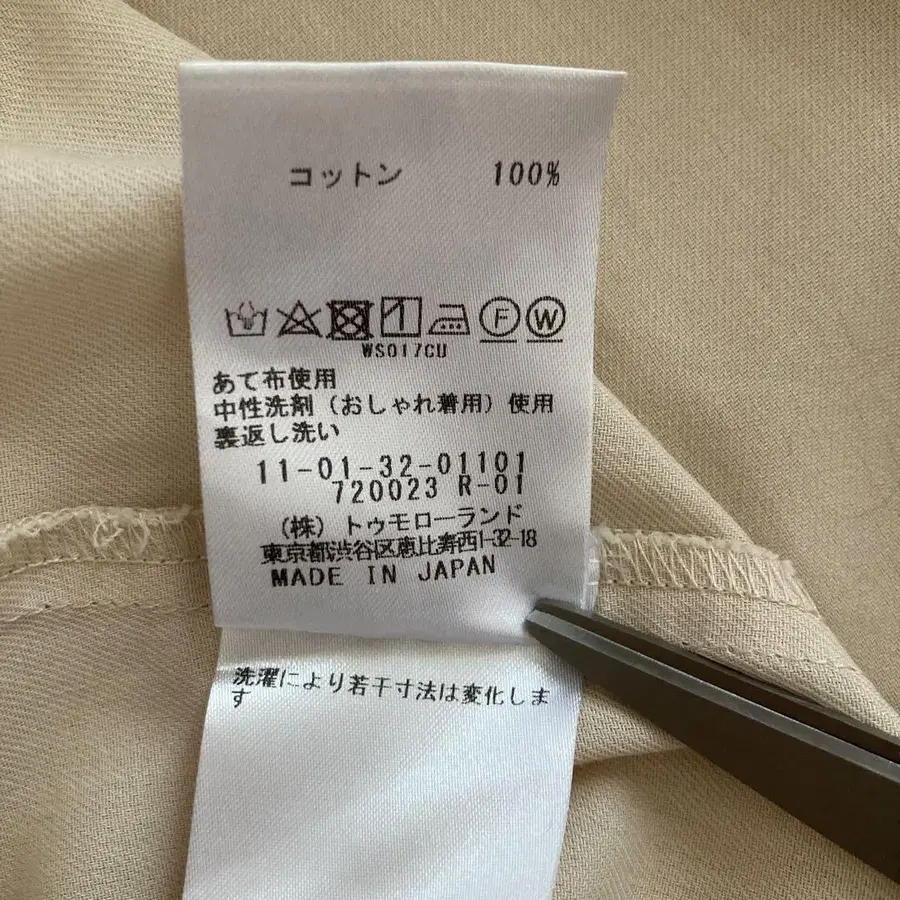 コットン 100%
F W
WS017CU
あて布使用
中性洗剤(おしゃれ着用)使用
裏返し洗い
11-01-32-01101
720023 R-01
(株)トゥモローランド
東京都渋谷区恵比寿西1-32-18
MADE IN JAPAN
洗濯により若干寸法は変化しま
す